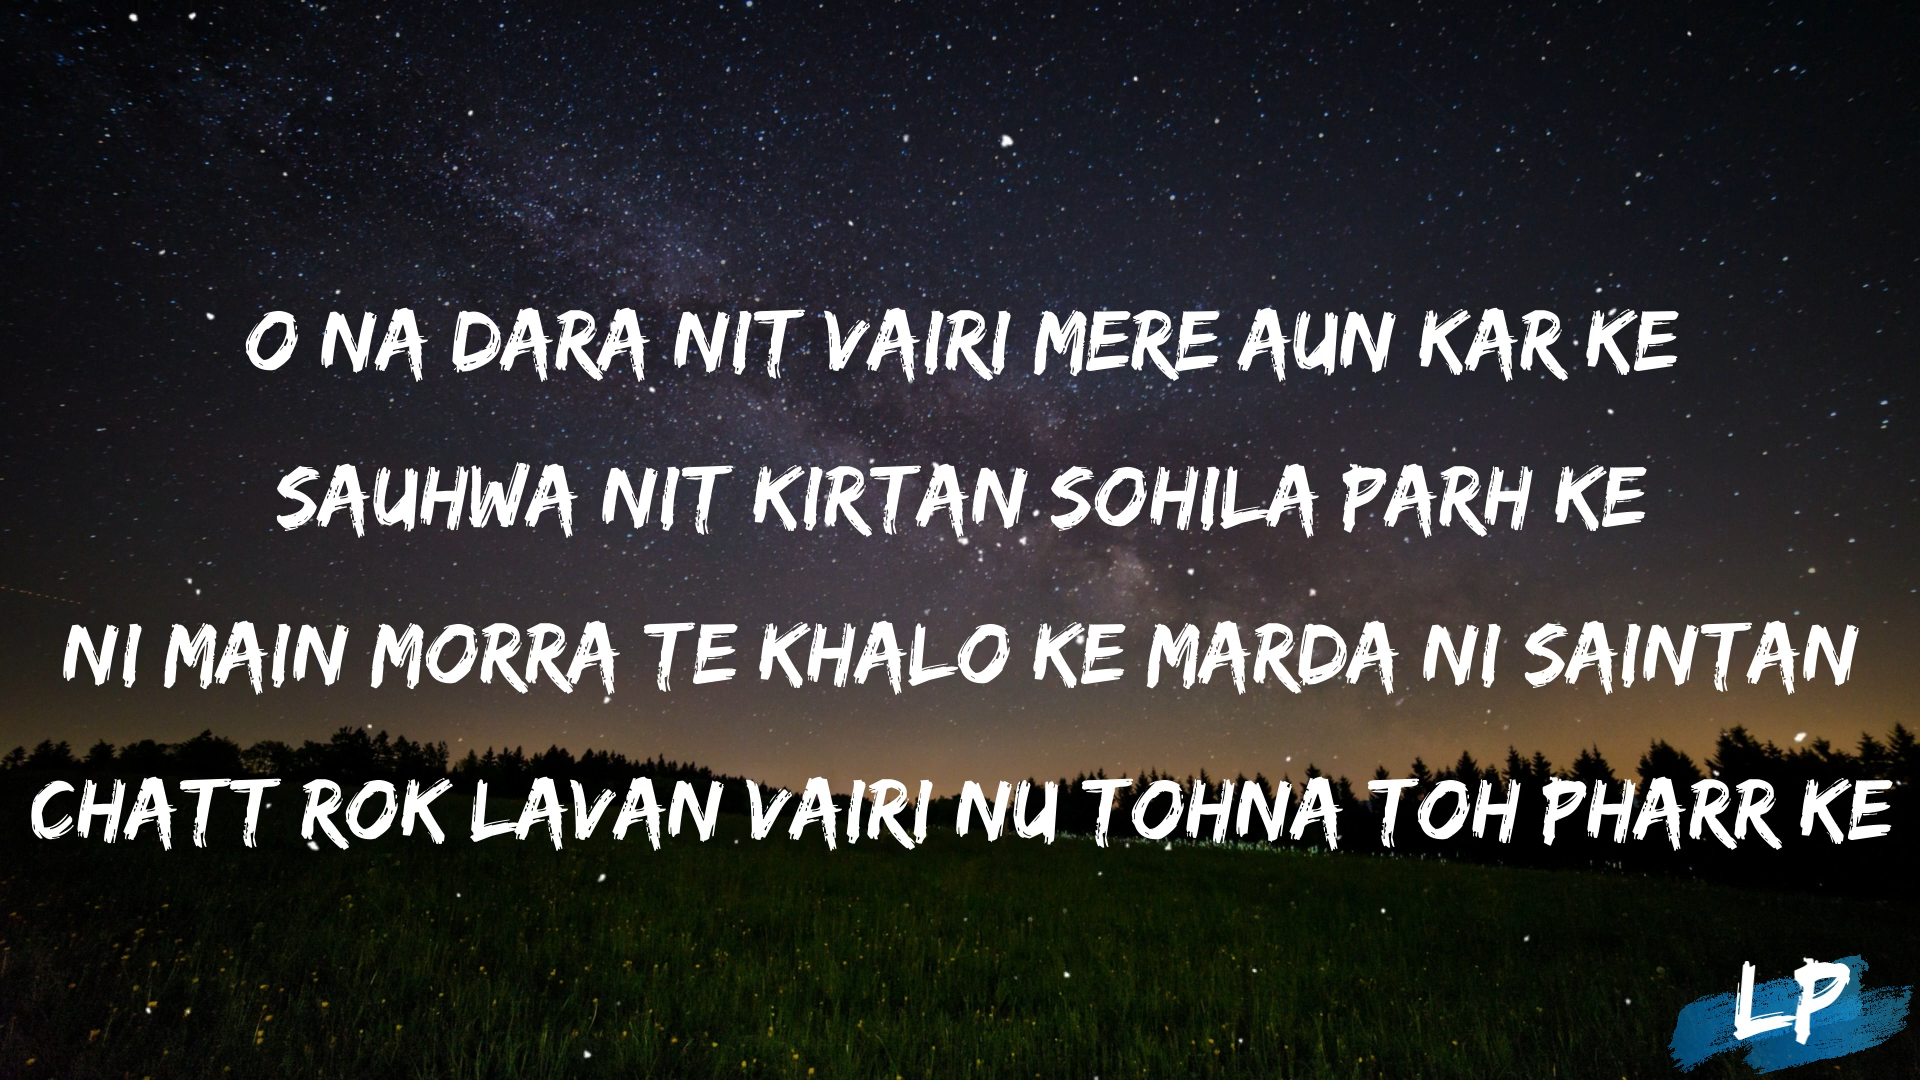 O NA DARA NIT VAIRI MERE AUN KAR KE
SAUHWA NIT KIRTAN SOHILA PARH KE
NI MAIN MORRA TE KHALO KE MARDA NI SAINTAN
CHATT ROK LAVAN VAIRI NU TOHNA TOH PHARR KE
LP